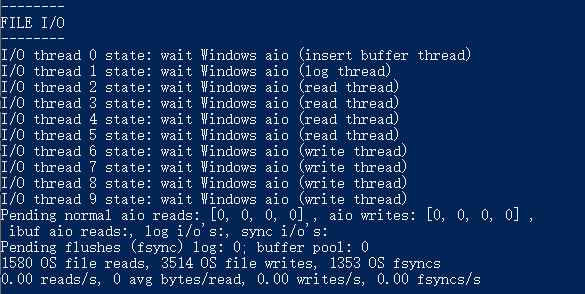 --------
FILE I/O
--------
I/O thread 0 state: wait Windows aio (insert buffer thread)
I/O thread 1 state: wait Windows aio (log thread)
I/O thread 2 state: wait Windows aio (read thread)
I/O thread 3 state: wait Windows aio (read thread)
I/O thread 4 state: wait Windows aio (read thread)
I/O thread 5 state: wait Windows aio (read thread)
I/O thread 6 state: wait Windows aio (write thread)
I/O thread 7 state: wait Windows aio (write thread)
I/O thread 8 state: wait Windows aio (write thread)
I/O thread 9 state: wait Windows aio (write thread)
Pending normal aio reads: [0, 0, 0, 0] , aio writes: [0, 0, 0, 0] ,
 ibuf aio reads:, log i/o's:, sync i/o's:
Pending flushes (fsync) log: 0; buffer pool: 0
1580 OS file reads, 3514 OS file writes, 1353 OS fsyncs
0.00 reads/s, 0 avg bytes/read, 0.00 writes/s, 0.00 fsyncs/s